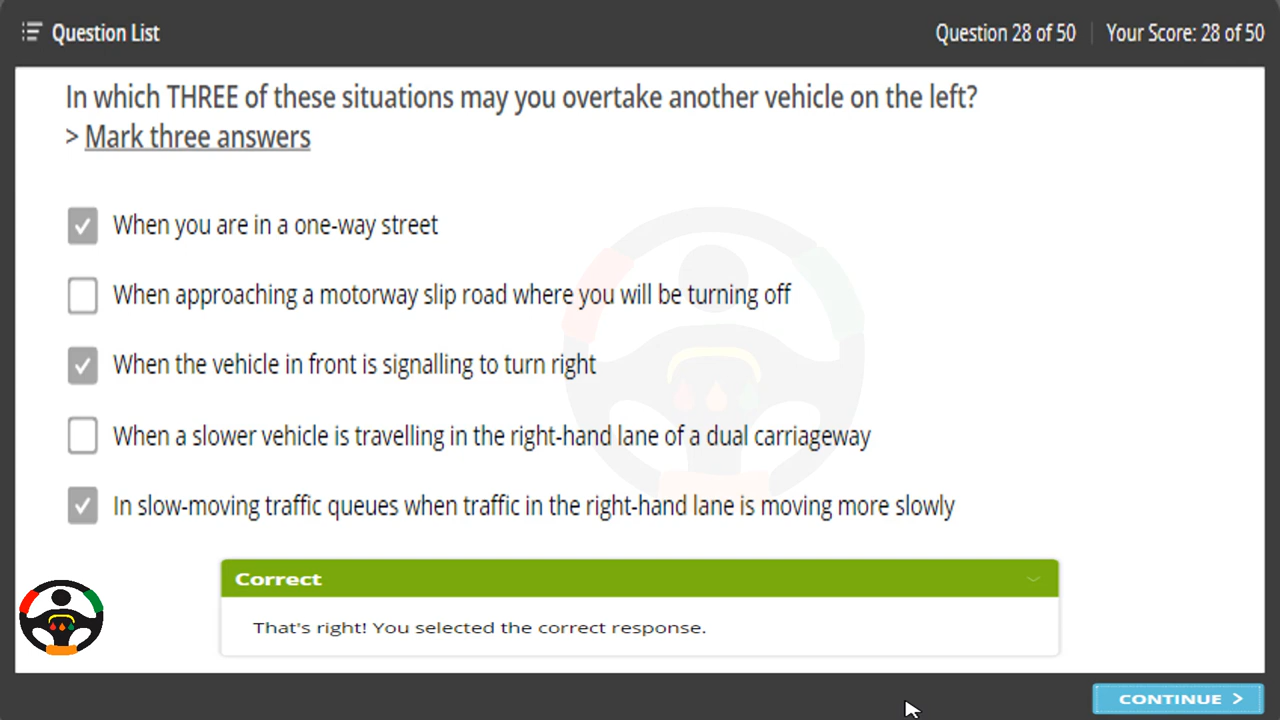 Question List
Question 28 of 50
Your Score: 28 of 50
In which THREE of these situations may you overtake another vehicle on the left?
> Mark three answers
When you are in a one-way street
When approaching a motorway slip road where you will be turning off
When the vehicle in front is signalling to turn right
When a slower vehicle is travelling in the right-hand lane of a dual carriageway
In slow-moving traffic queues when traffic in the right-hand lane is moving more slowly
Correct
That's right! You selected the correct response.
CONTINUE >